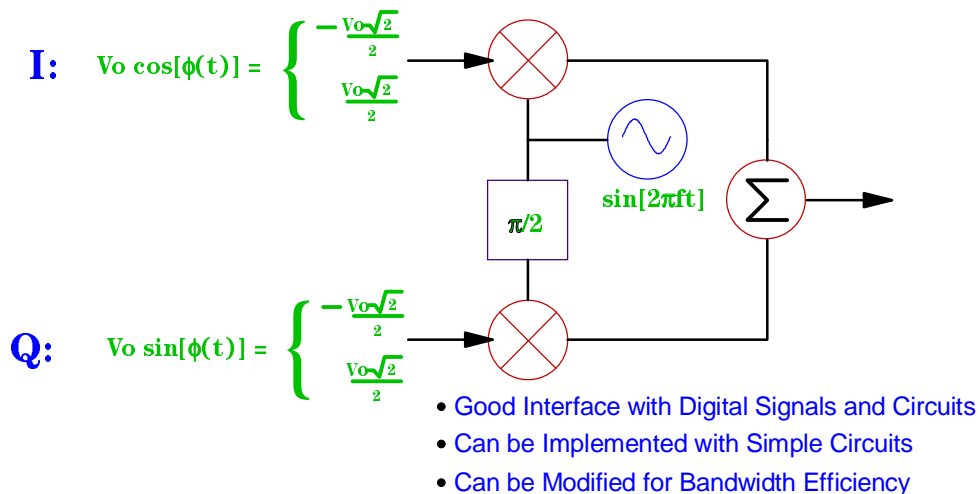 I: Vo cos[ϕ(t)] = { −Vo√2/2
Vo√2/2
sin[2πft]
Σ
π/2
Q: Vo sin[ϕ(t)] = { −Vo√2/2
Vo√2/2
• Good Interface with Digital Signals and Circuits
• Can be Implemented with Simple Circuits
• Can be Modified for Bandwidth Efficiency